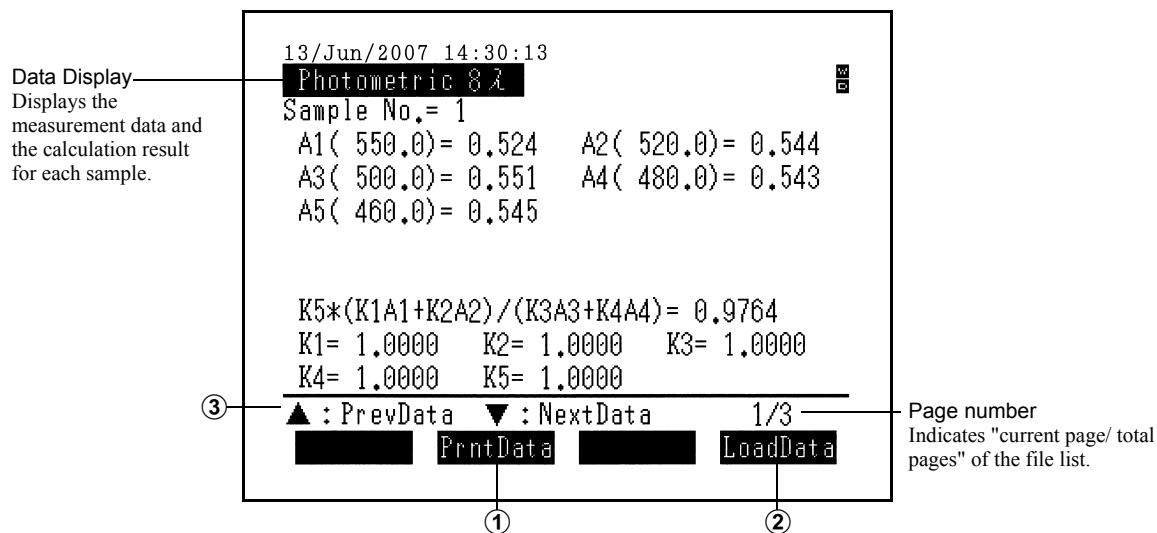 13/Jun/2007 14:30:13
Photometric 8λ
Sample No.= 1
A1( 550.0)= 0.524 A2( 520.0)= 0.544
A3( 500.0)= 0.551 A4( 480.0)= 0.543
A5( 460.0)= 0.545
K5*(K1A1+K2A2)/(K3A3+K4A4)= 0.9764
K1= 1.0000 K2= 1.0000 K3= 1.0000
K4= 1.0000 K5= 1.0000
▲ : PrevData ▼ : NextData 1/3
PrntData LoadData
Data Display
Displays the
measurement data and
the calculation result
for each sample.
③
Page number
Indicates "current page/ total
pages" of the file list.
① ②